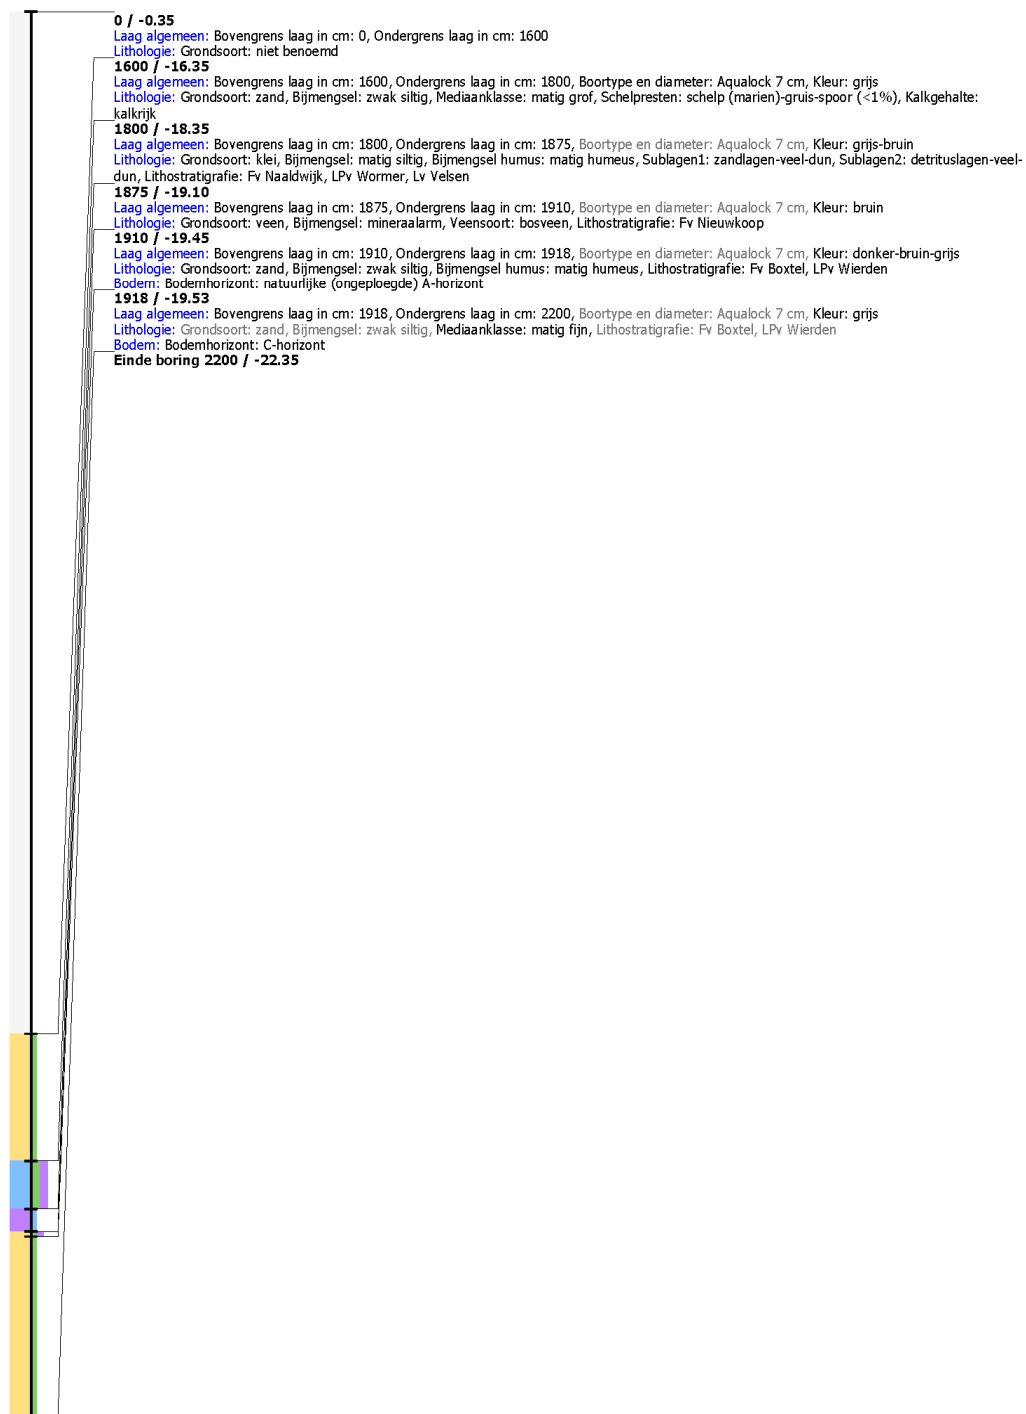 0 / -0.35
Laag algemeen: Bovengrens laag in cm: 0, Ondergrens laag in cm: 1600
Lithologie: Grondsoort: niet benoemd
1600 / -16.35
Laag algemeen: Bovengrens laag in cm: 1600, Ondergrens laag in cm: 1800, Boortype en diameter: Aqualock 7 cm, Kleur: grijs
Lithologie: Grondsoort: zand, Bijmengsel: zwak siltig, Mediaanklasse: matig grof, Schelpresten: schelp (marien)-gruis-spoor (<1%), Kalkgehalte:
kalkrijk
1800 / -18.35
Laag algemeen: Bovengrens laag in cm: 1800, Ondergrens laag in cm: 1875, Boortype en diameter: Aqualock 7 cm, Kleur: grijs-bruin
Lithologie: Grondsoort: klei, Bijmengsel: matig siltig, Bijmengsel humus: matig humeus, Sublagen1: zandlagen-veel-dun, Sublagen2: detrituslagen-veel-
dun, Lithostratigrafie: Fv Naaldwijk, LPv Wormer, Lv Velsen
1875 / -19.10
Laag algemeen: Bovengrens laag in cm: 1875, Ondergrens laag in cm: 1910, Boortype en diameter: Aqualock 7 cm, Kleur: bruin
Lithologie: Grondsoort: veen, Bijmengsel: mineraalarm, Veensoort: bosveen, Lithostratigrafie: Fv Nieuwkoop
1910 / -19.45
Laag algemeen: Bovengrens laag in cm: 1910, Ondergrens laag in cm: 1918, Boortype en diameter: Aqualock 7 cm, Kleur: donker-bruin-grijs
Lithologie: Grondsoort: zand, Bijmengsel: zwak siltig, Bijmengsel humus: matig humeus, Lithostratigrafie: Fv Boxtel, LPv Wierden
Bodem: Bodemhorizont: natuurlijke (ongeploegde) A-horizont
1918 / -19.53
Laag algemeen: Bovengrens laag in cm: 1918, Ondergrens laag in cm: 2200, Boortype en diameter: Aqualock 7 cm, Kleur: grijs
Lithologie: Grondsoort: zand, Bijmengsel: zwak siltig, Mediaanklasse: matig fijn, Lithostratigrafie: Fv Boxtel, LPv Wierden
Bodem: Bodemhorizont: C-horizont
Einde boring 2200 / -22.35